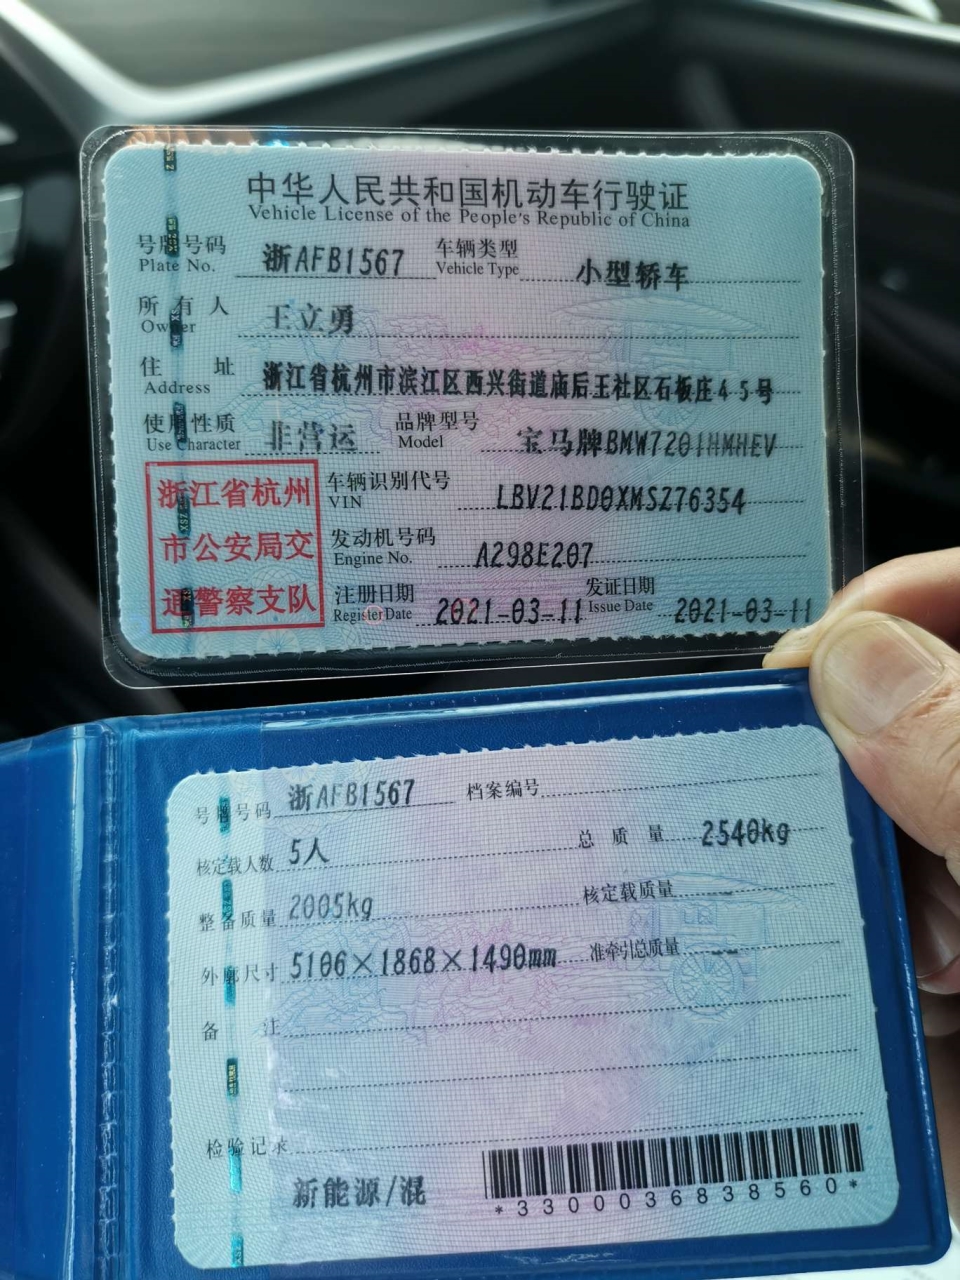 中华人民共和国机动车行驶证
Vehicle License of the People's Republic of China
号牌号码 浙AFB1567 车辆类型 小型轿车
Plate No. Vehicle Type
所有人 王立勇
Owner
住址 浙江省杭州市滨江区西兴街道庙后王社区石板庄45号
Address
使用性质 非营运 品牌型号 宝马牌BMW7201HMHEV
Use Character Model
浙江省杭州
市公安局交
通警察支队
车辆识别代号 LBV21BD0XMSZ76354
VIN
发动机号码 A298E207
Engine No.
注册日期 2021-03-11 发证日期 2021-03-11
Register Date Issue Date
号牌号码 浙AFB1567 档案编号
核定载人数 5人 总质量 2540kg
整备质量 2005kg 核定载质量 --
外廓尺寸 5106×1868×1490mm 准牵引总质量 --
备注
检验记录
新能源/混
*3300036838560*